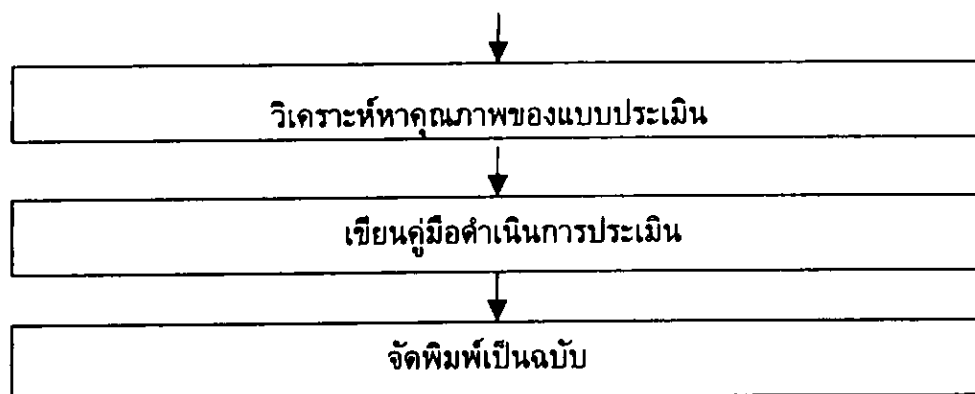 วิเคราะห์หาคุณภาพของแบบประเมิน
เขียนคู่มือดำเนินการประเมิน
จัดพิมพ์เป็นฉบับ